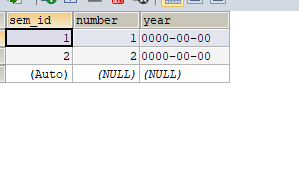 sem_id number year
1 1 0000-00-00
2 2 0000-00-00
(Auto) (NULL) (NULL)